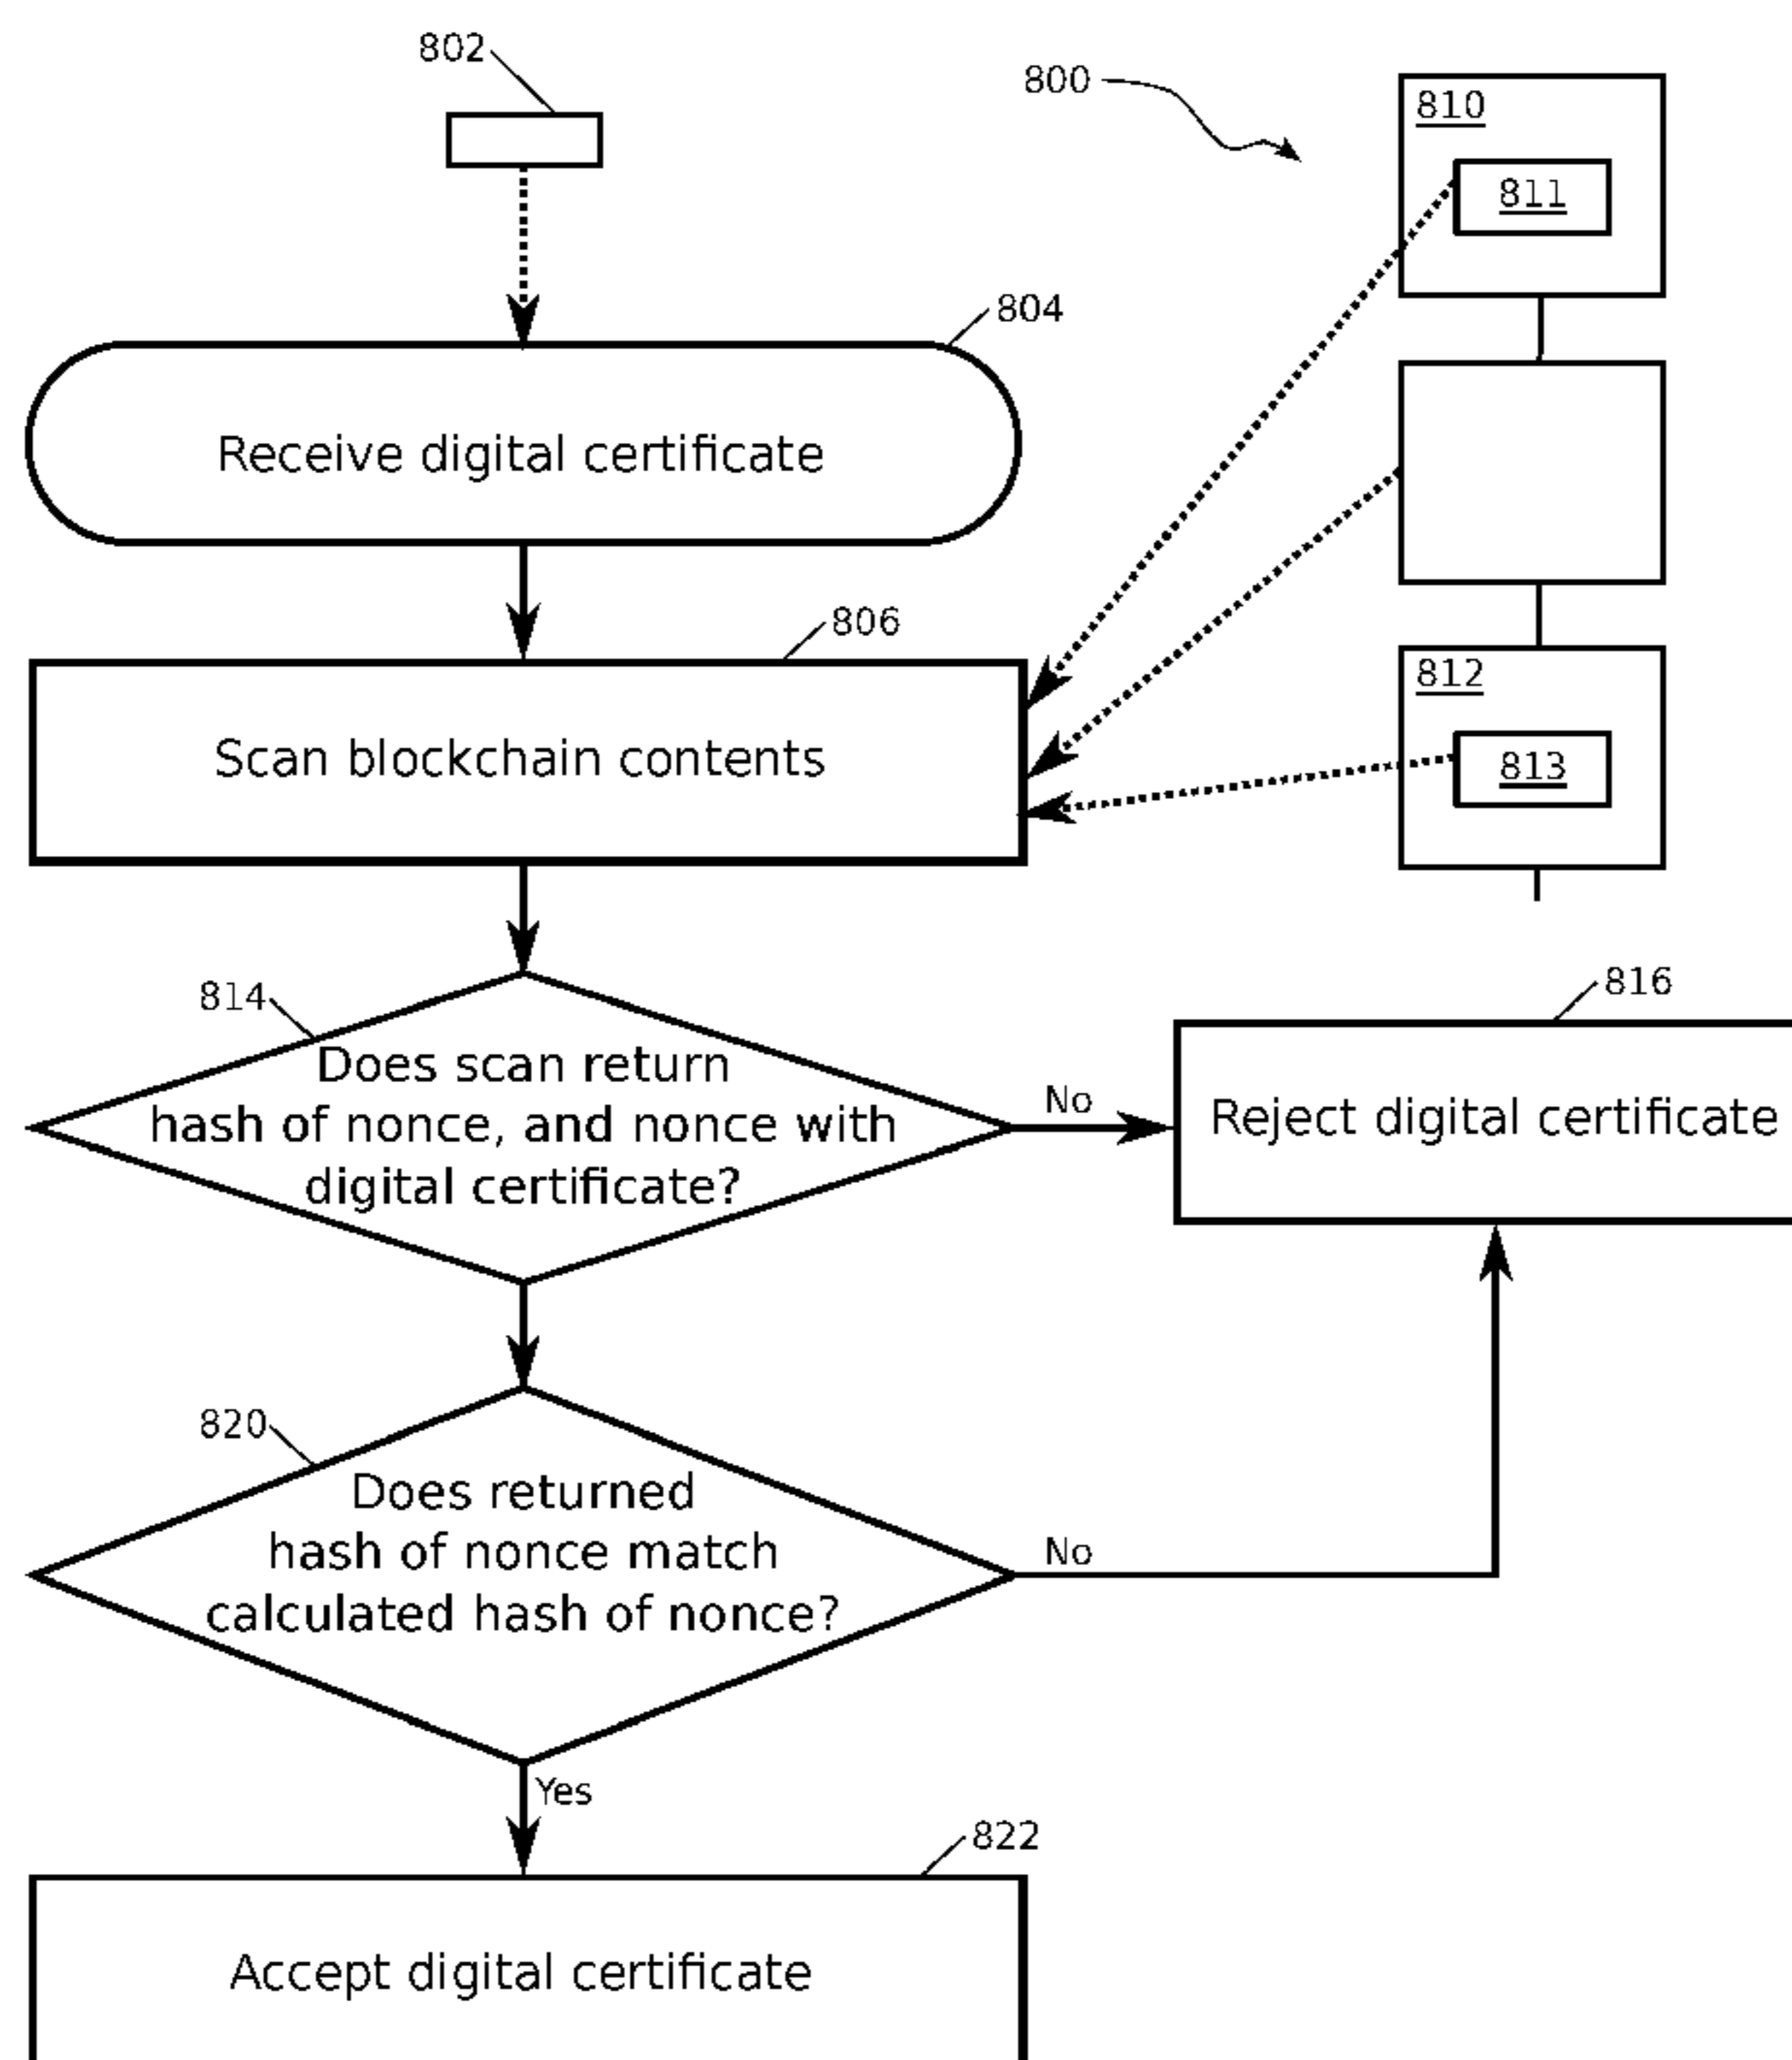 802
800
810
811
804
Receive digital certificate
806
812
Scan blockchain contents
813
814
816
Does scan return
hash of nonce, and nonce with
digital certificate?
No
Reject digital certificate
820
Does returned
hash of nonce match
calculated hash of nonce?
No
Yes
822
Accept digital certificate